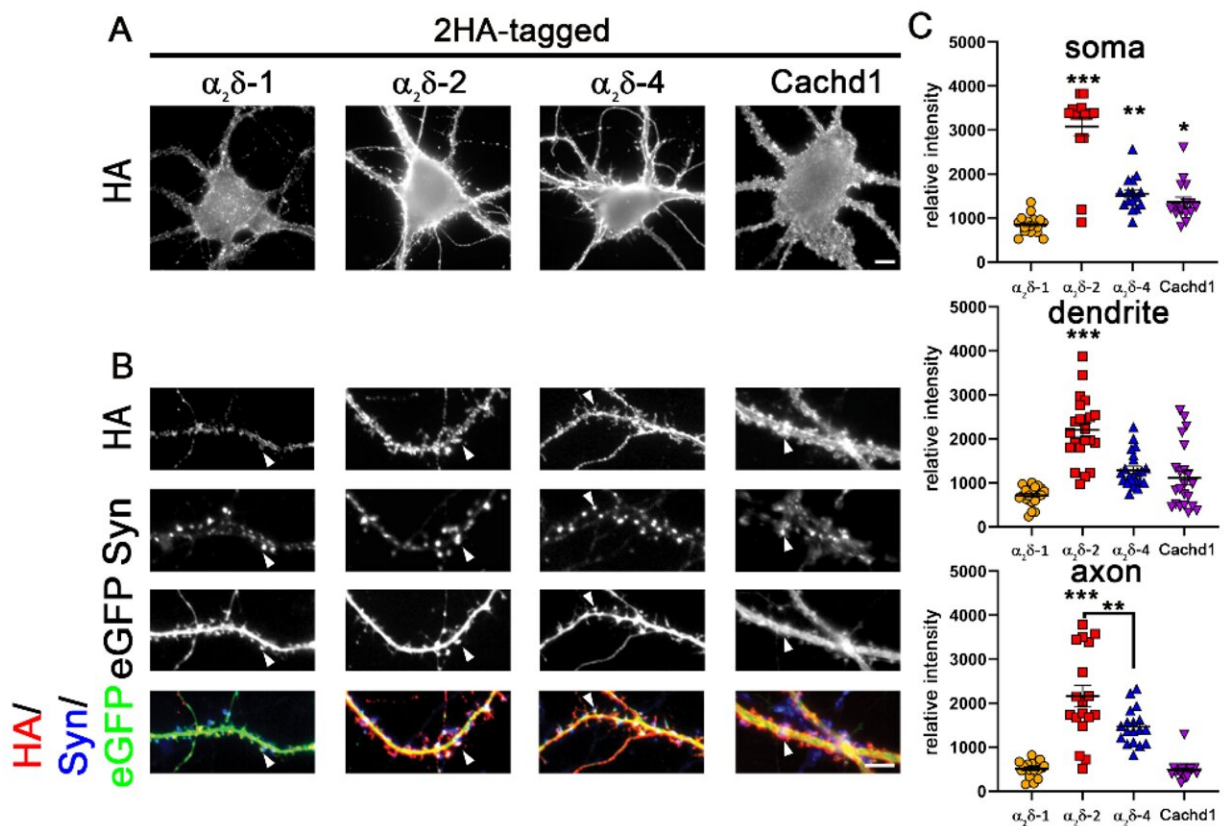 A
2HA-tagged
α₂δ-1 α₂δ-2 α₂δ-4 Cachd1
HA
B
HA
Syn
eGFP
HA/
Syn/
eGFP
C
soma
relative intensity
5000
4000
3000
2000
1000
0
***
**
*
α₂δ-1 α₂δ-2 α₂δ-4 Cachd1
dendrite
relative intensity
5000
4000
3000
2000
1000
0
***
α₂δ-1 α₂δ-2 α₂δ-4 Cachd1
axon
relative intensity
5000
4000
3000
2000
1000
0
***
**
α₂δ-1 α₂δ-2 α₂δ-4 Cachd1